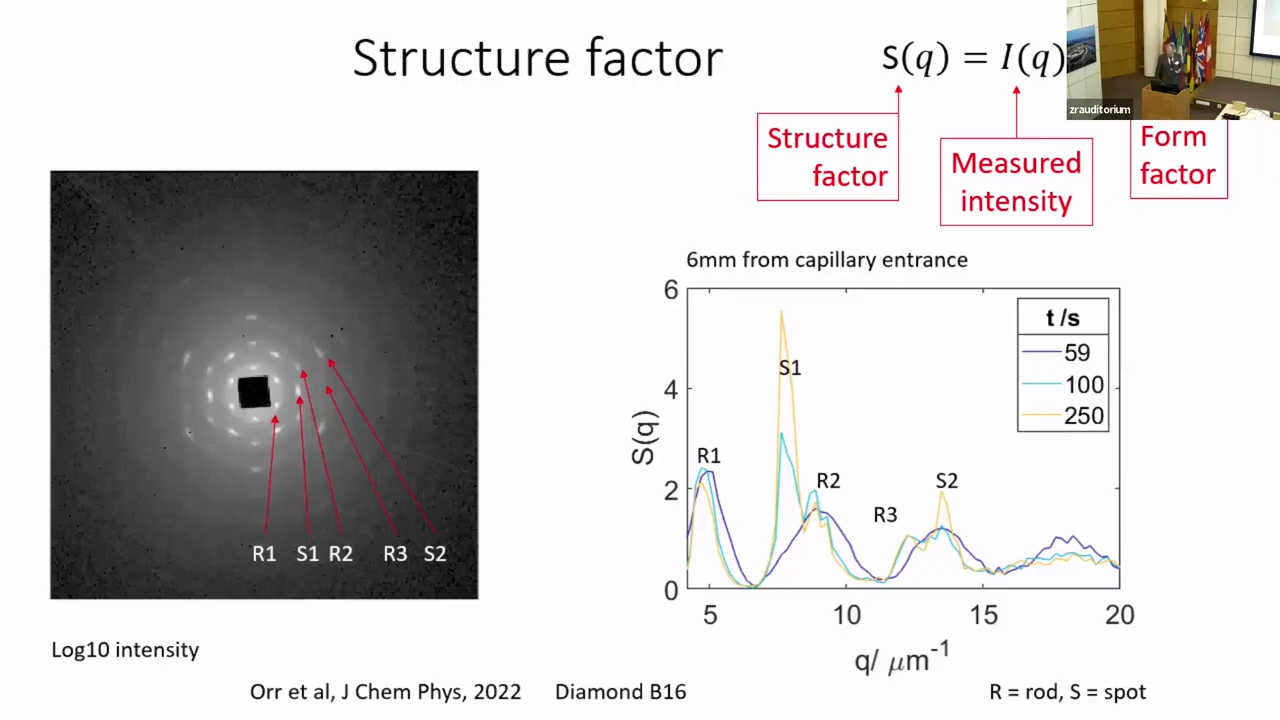 Structure factor
S(q) = I(q)
zrauditorium
Structure
factor
Measured
intensity
Form
factor
6mm from capillary entrance
6
4
2
0
S(q)
5
10
15
20
q/ μm-1
t /s
59
100
250
R1
S1
R2
R3
S2
R1
S1
R2
R3
S2
Log10 intensity
Orr et al, J Chem Phys, 2022
Diamond B16
R = rod, S = spot